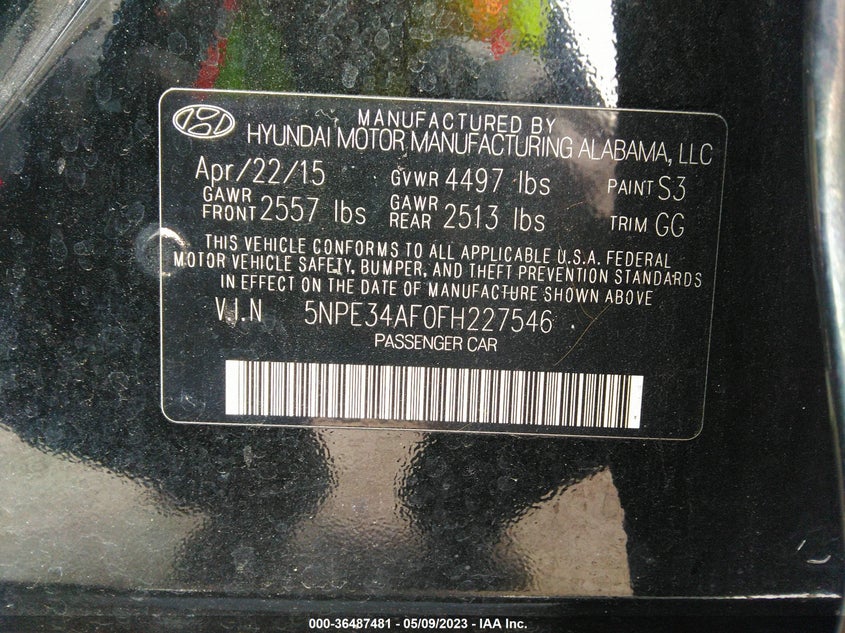 MANUFACTURED BY
HYUNDAI MOTOR MANUFACTURING ALABAMA, LLC
Apr/22/15 GVWR 4497 lbs PAINT S3
GAWR FRONT 2557 lbs GAWR REAR 2513 lbs TRIM GG
THIS VEHICLE CONFORMS TO ALL APPLICABLE U.S.A. FEDERAL
MOTOR VEHICLE SAFETY, BUMPER, AND THEFT PREVENTION STANDARDS
IN EFFECT ON THE DATE OF MANUFACTURE SHOWN ABOVE
V.I.N 5NPE34AF0FH227546
PASSENGER CAR
000-36487481 - 05/09/2023 - IAA Inc.